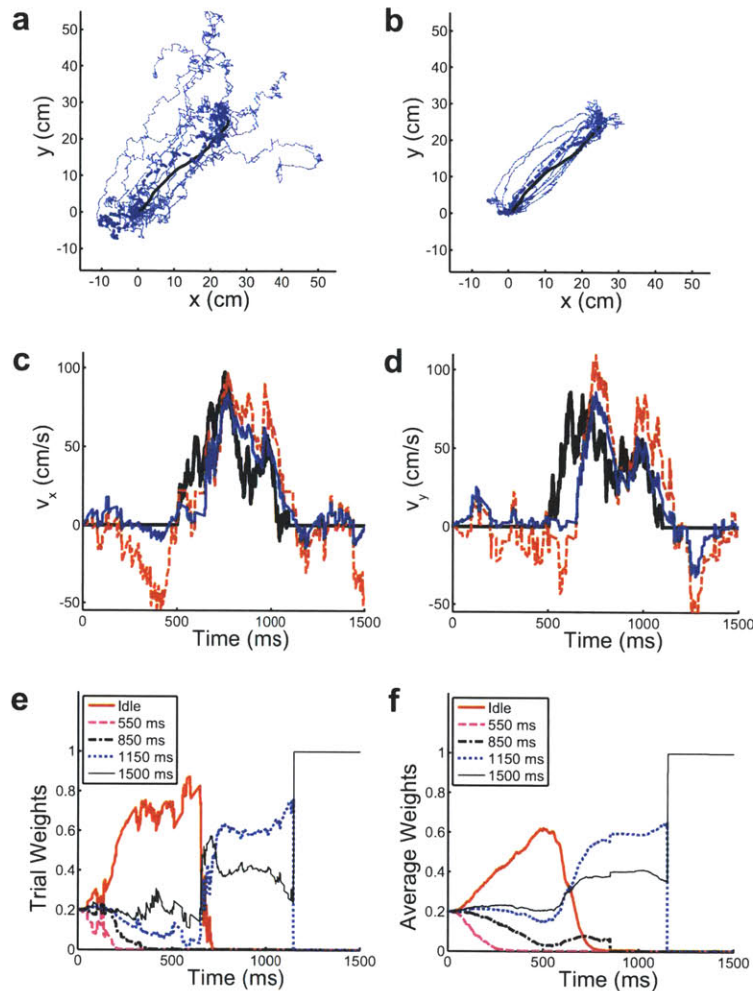 a
y (cm)
50
40
30
20
10
0
-10
-10 0 10 20 30 40 50
x (cm)
b
y (cm)
50
40
30
20
10
0
-10
-10 0 10 20 30 40 50
x (cm)
c
v_x (cm/s)
100
50
0
-50
0 500 1000 1500
Time (ms)
d
v_y (cm/s)
100
50
0
-50
0 500 1000 1500
Time (ms)
e
Idle
550 ms
850 ms
1150 ms
1500 ms
Trial Weights
1
0.8
0.6
0.4
0.2
0
0 500 1000 1500
Time (ms)
f
Idle
550 ms
850 ms
1150 ms
1500 ms
Average Weights
1
0.8
0.6
0.4
0.2
0
0 500 1000 1500
Time (ms)